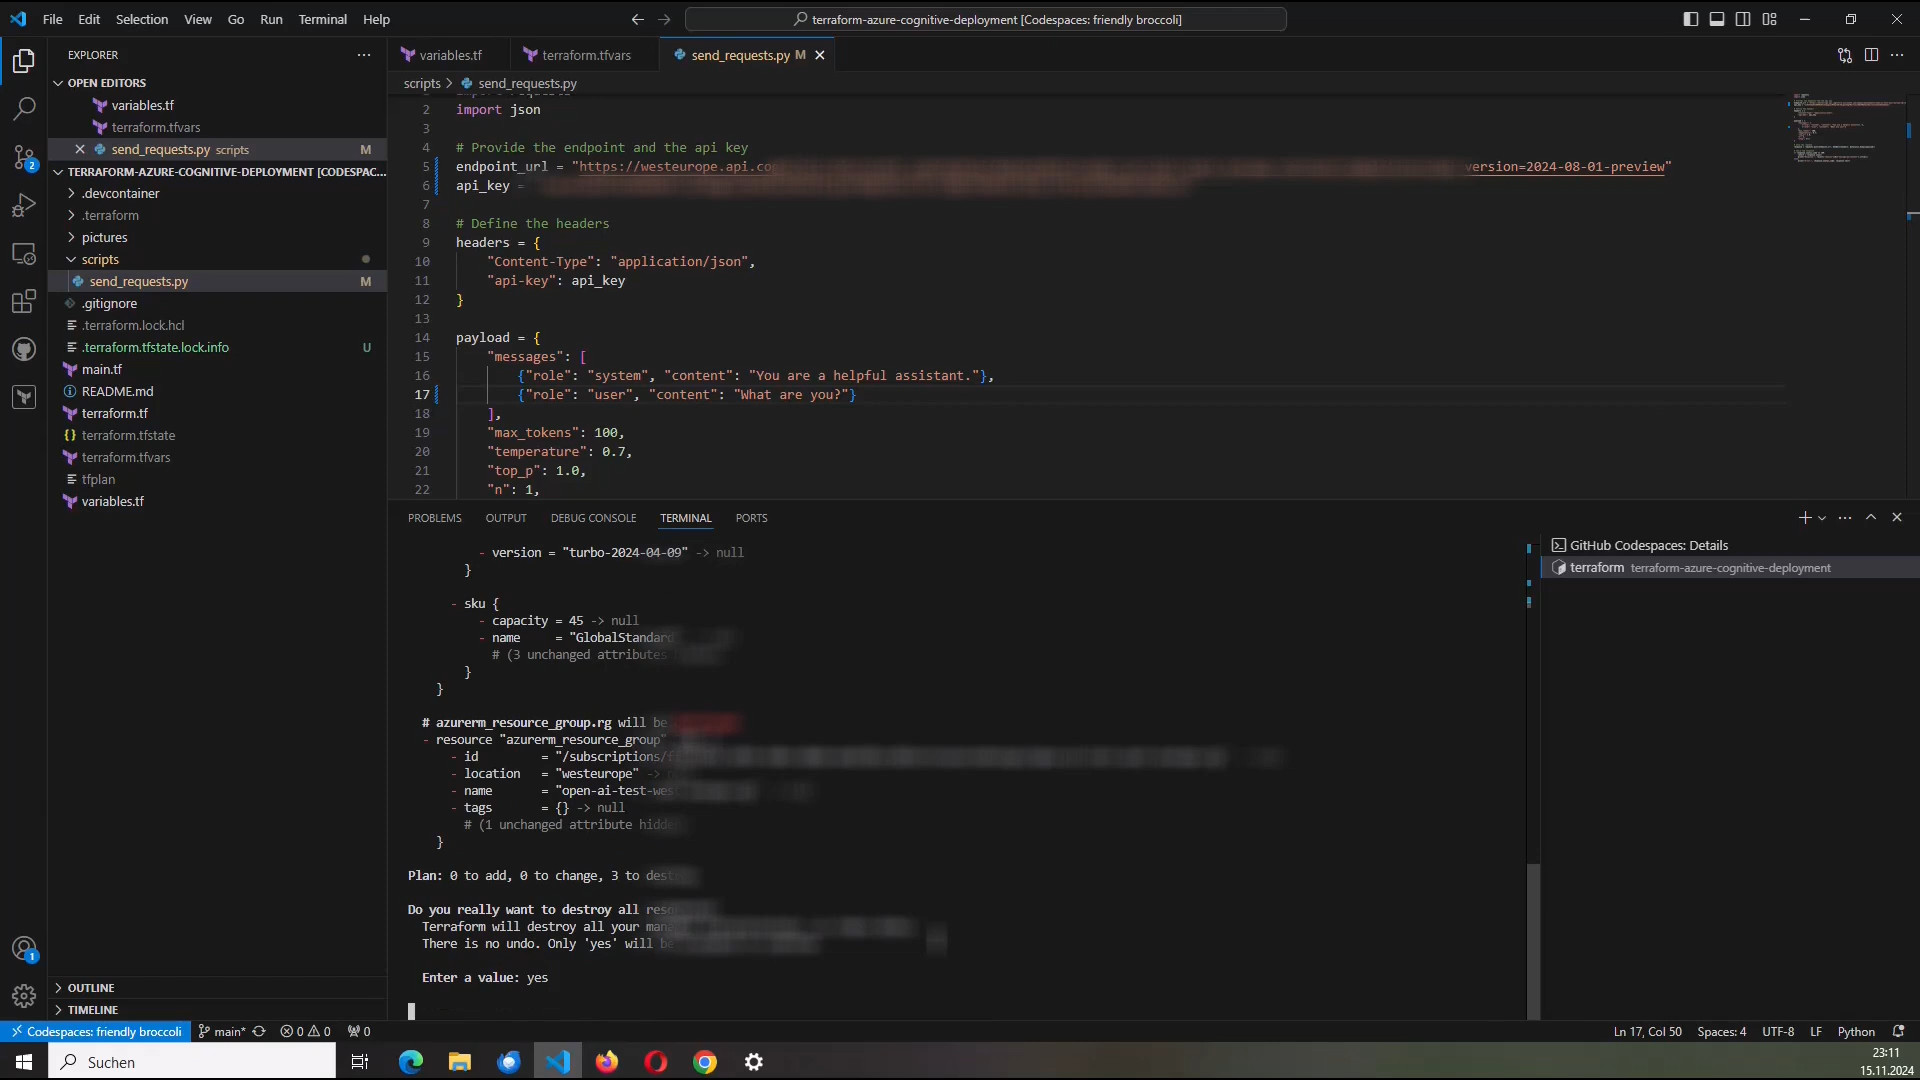 File Edit Selection View Go Run Terminal Help
terraform-azure-cognitive-deployment [Codespaces: friendly broccoli]
EXPLORER
OPEN EDITORS
variables.tf
terraform.tfvars
send_requests.py scripts M
TERRAFORM-AZURE-COGNITIVE-DEPLOYMENT [CODESPAC...
.devcontainer
.terraform
pictures
scripts
send_requests.py M
.gitignore
.terraform.lock.hcl
.terraform.tfstate.lock.info U
main.tf
README.md
terraform.tf
terraform.tfstate
terraform.tfvars
tfplan
variables.tf
OUTLINE
TIMELINE
2
1
variables.tf terraform.tfvars send_requests.py M
scripts > send_requests.py
2 import json
3
4 # Provide the endpoint and the api key
5 endpoint_url = "https://westeurope.api.co version=2024-08-01-preview"
6 api_key =
7
8 # Define the headers
9 headers = {
10 "Content-Type": "application/json",
11 "api-key": api_key
12 }
13
14 payload = {
15 "messages": [
16 {"role": "system", "content": "You are a helpful assistant."},
17 {"role": "user", "content": "What are you?"}
18 ],
19 "max_tokens": 100,
20 "temperature": 0.7,
21 "top_p": 1.0,
22 "n": 1,
PROBLEMS OUTPUT DEBUG CONSOLE TERMINAL PORTS
- version = "turbo-2024-04-09" -> null
}
- sku {
- capacity = 45 -> null
- name = "GlobalStandard
# (3 unchanged attributes
}
}
# azurerm_resource_group.rg will be
- resource "azurerm_resource_group"
- id = "/subscriptions/
- location = "westeurope" ->
- name = "open-ai-test-wes
- tags = {} -> null
# (1 unchanged attribute hidde
}
Plan: 0 to add, 0 to change, 3 to dest
Do you really want to destroy all reso
Terraform will destroy all your mana
There is no undo. Only 'yes' will be
Enter a value: yes
GitHub Codespaces: Details
terraform terraform-azure-cognitive-deployment
Codespaces: friendly broccoli main* 0 0 0
Ln 17, Col 50 Spaces: 4 UTF-8 LF Python
Suchen
23:11
15.11.2024